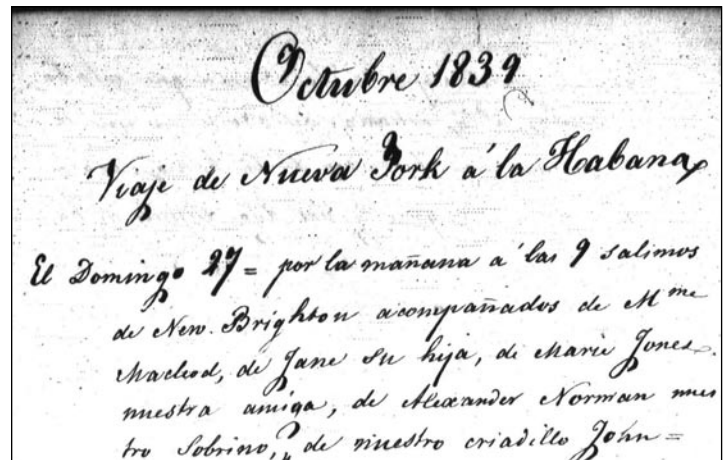 Octubre 1839
Viaje de Nueva York á la Habana
El Domingo 27 = por la mañana á las 9 salimos
de New. Brighton acompañados de Mme
Macleod, de Jane su hija, de Marie Jones
nuestra amiga, de Alexander Norman nues
tro Sobrino, y de nuestro criadillo John =